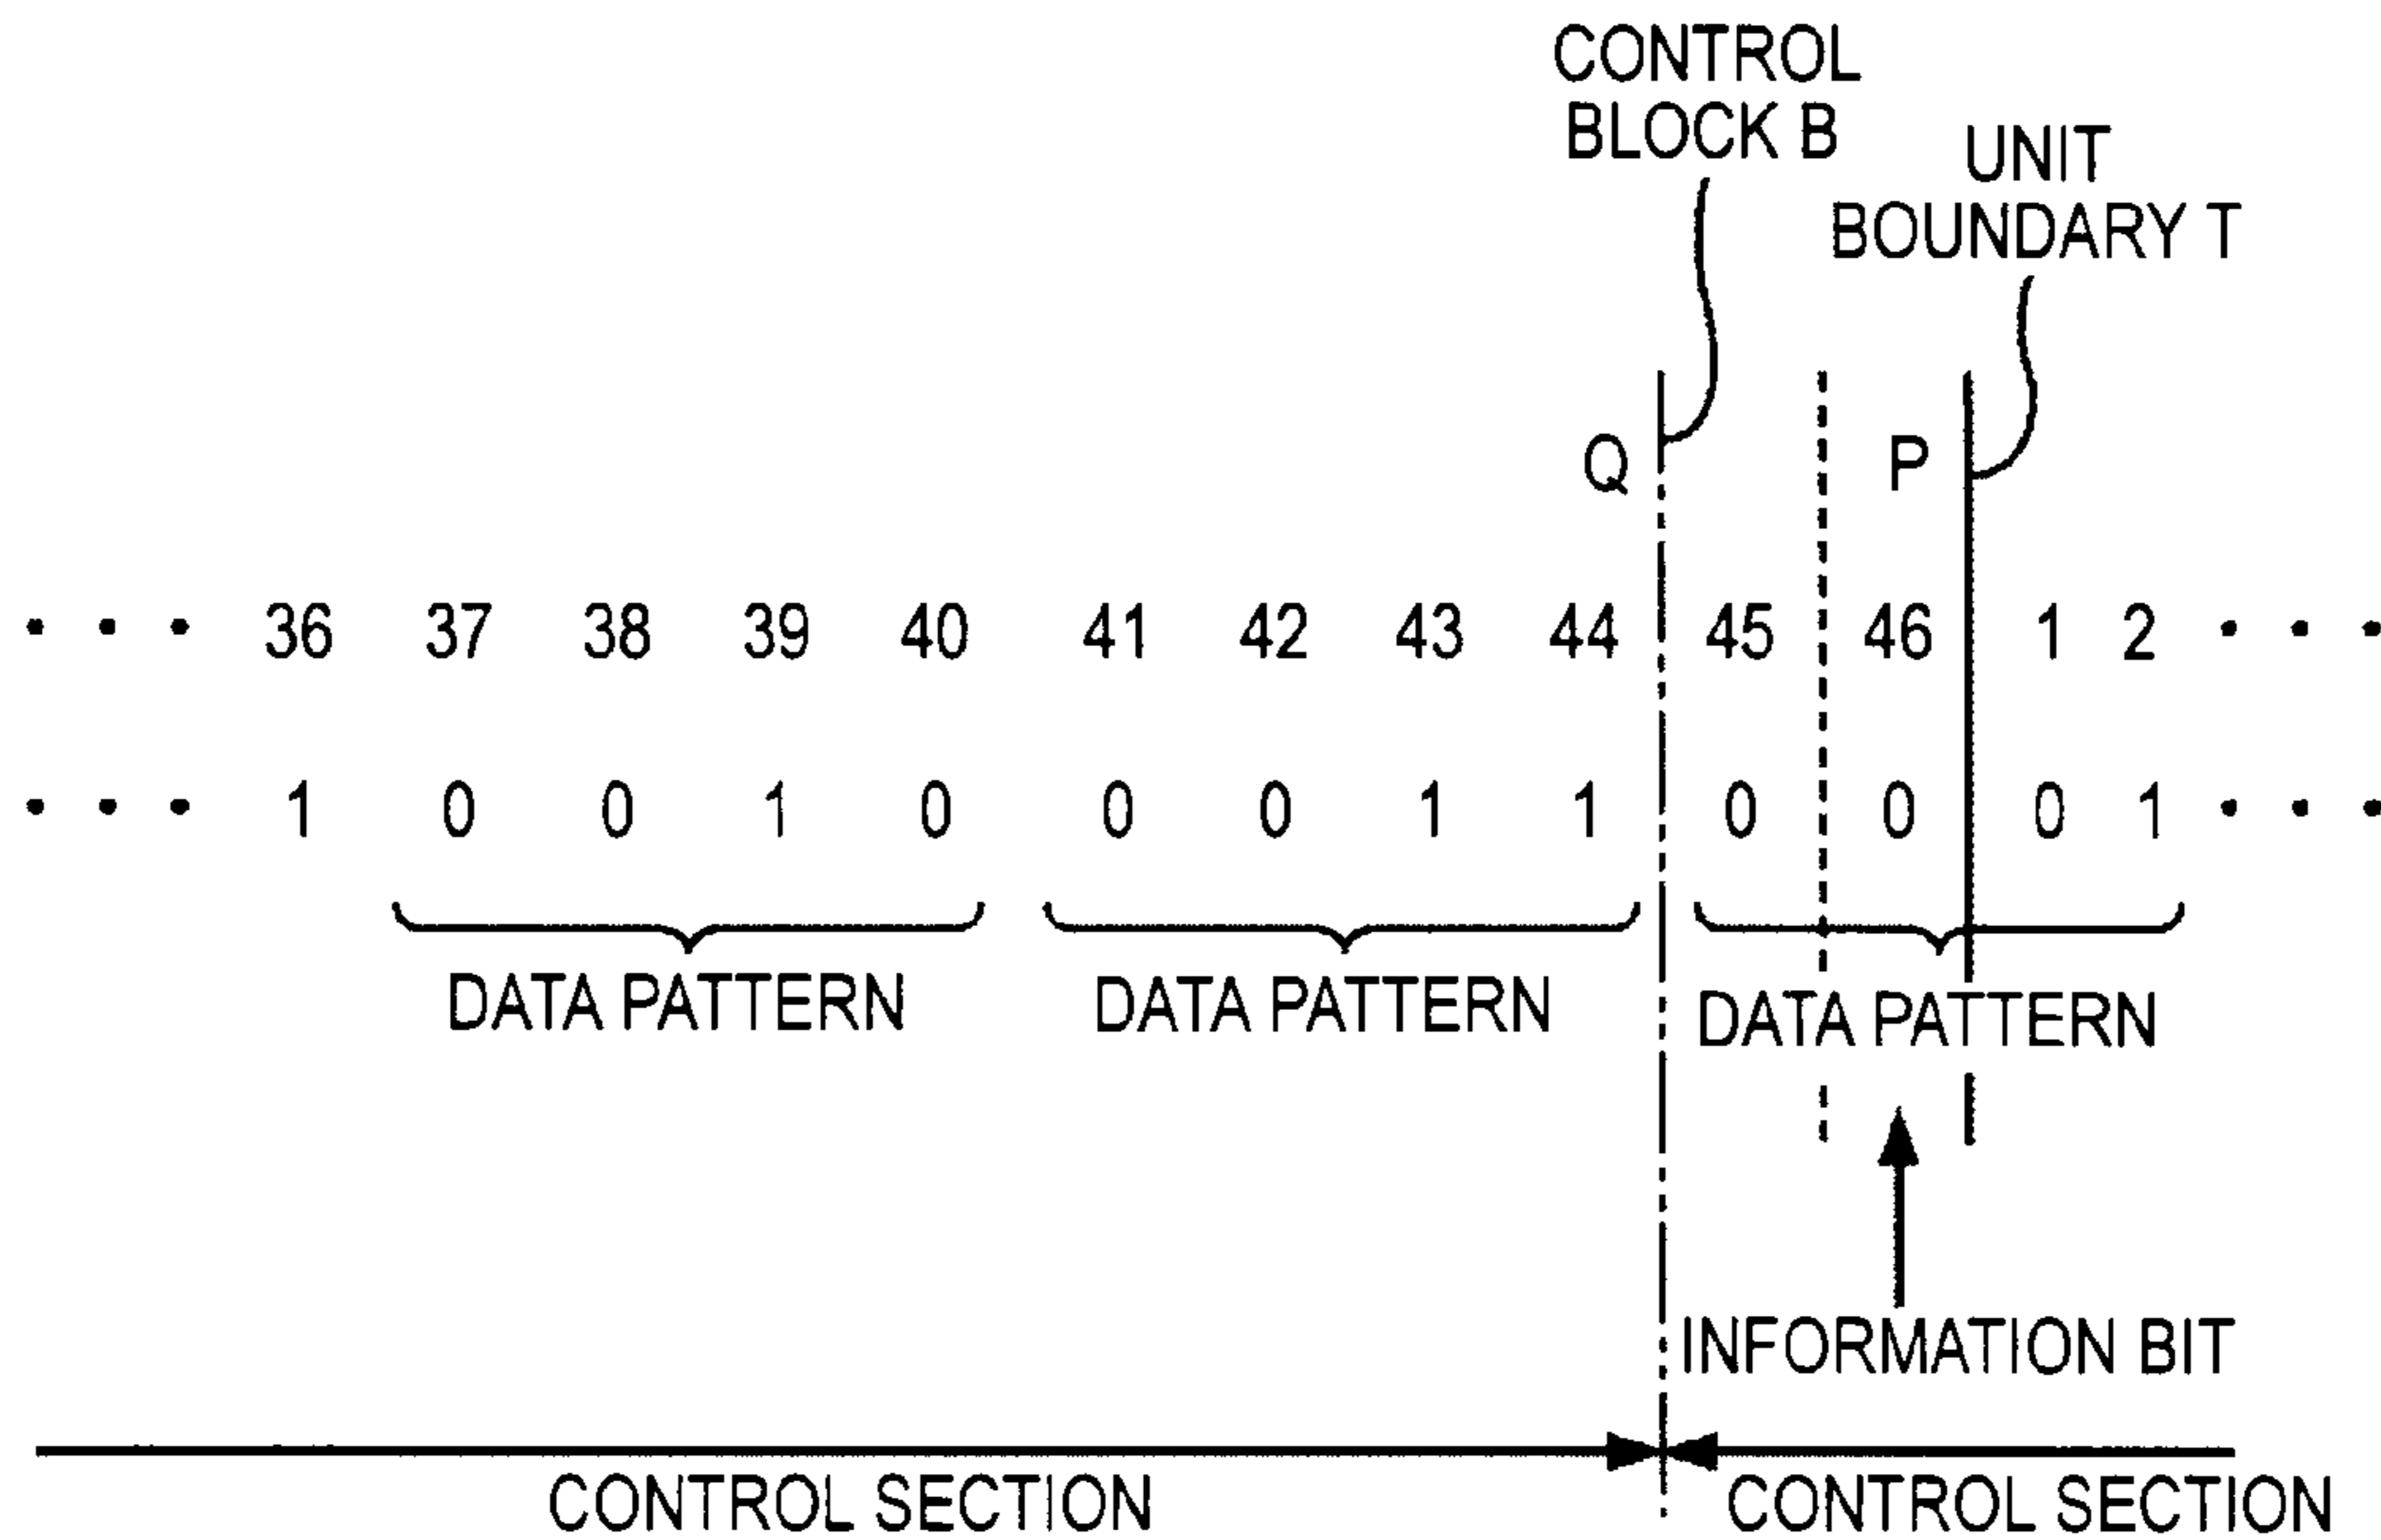 CONTROL
BLOCK B
UNIT
BOUNDARY T
Q P
• • • 36 37 38 39 40 41 42 43 44 45 46 1 2 • • •
• • • 1 0 0 1 0 0 0 1 1 0 0 0 1 • • •
DATA PATTERN DATA PATTERN DATA PATTERN
INFORMATION BIT
CONTROL SECTION CONTROL SECTION